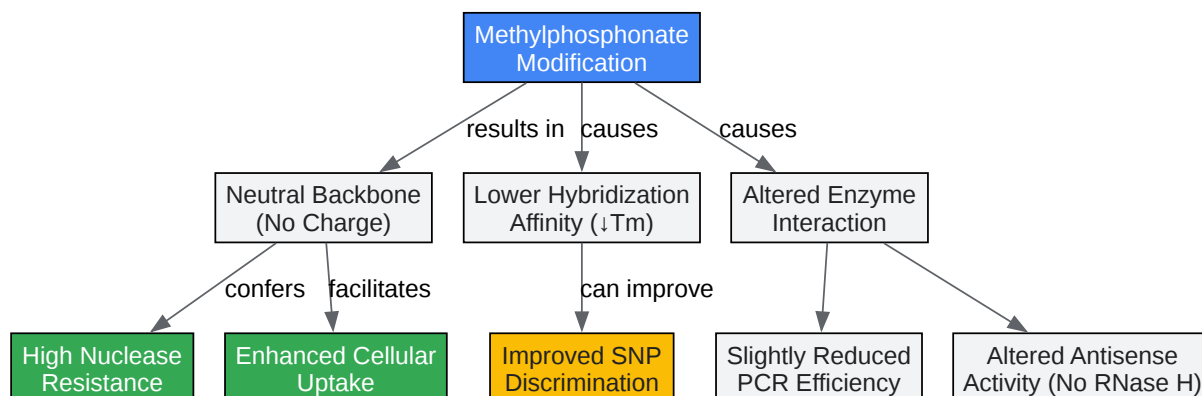 Methylphosphonate
Modification
results in
causes
causes
Neutral Backbone
(No Charge)
Lower Hybridization
Affinity (↓Tm)
Altered Enzyme
Interaction
confers
facilitates
can improve
High Nuclease
Resistance
Enhanced Cellular
Uptake
Improved SNP
Discrimination
Slightly Reduced
PCR Efficiency
Altered Antisense
Activity (No RNase H)